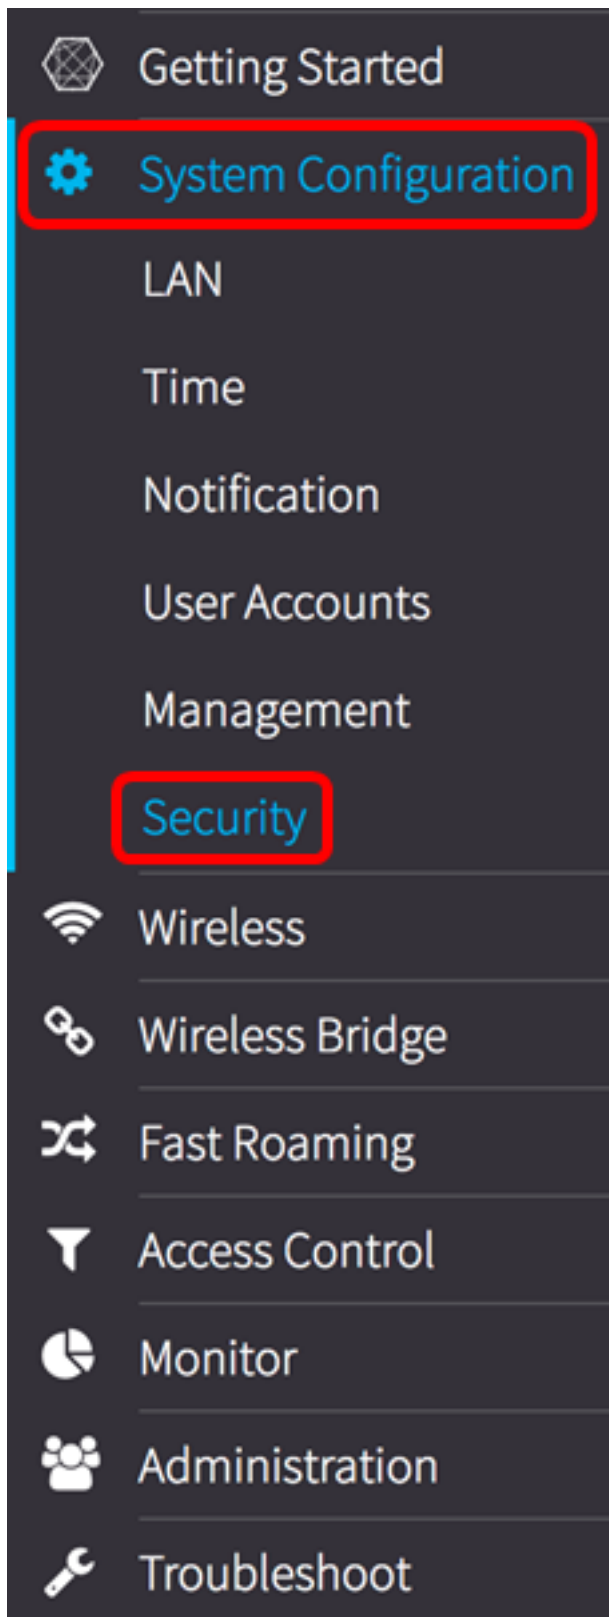 Getting Started
System Configuration
LAN
Time
Notification
User Accounts
Management
Security
Wireless
Wireless Bridge
Fast Roaming
Access Control
Monitor
Administration
Troubleshoot